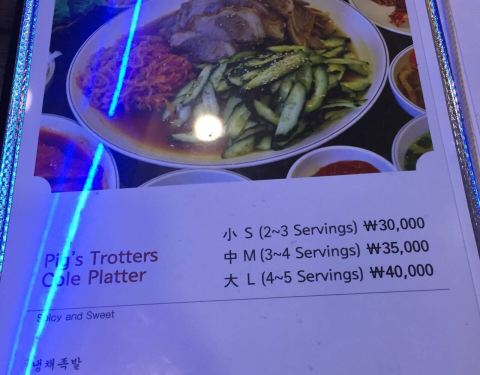 Pig's Trotters
Cole Platter
小 S (2~3 Servings) ₩30,000
中 M (3~4 Servings) ₩35,000
大 L (4~5 Servings) ₩40,000
Spicy and Sweet
냉채족발